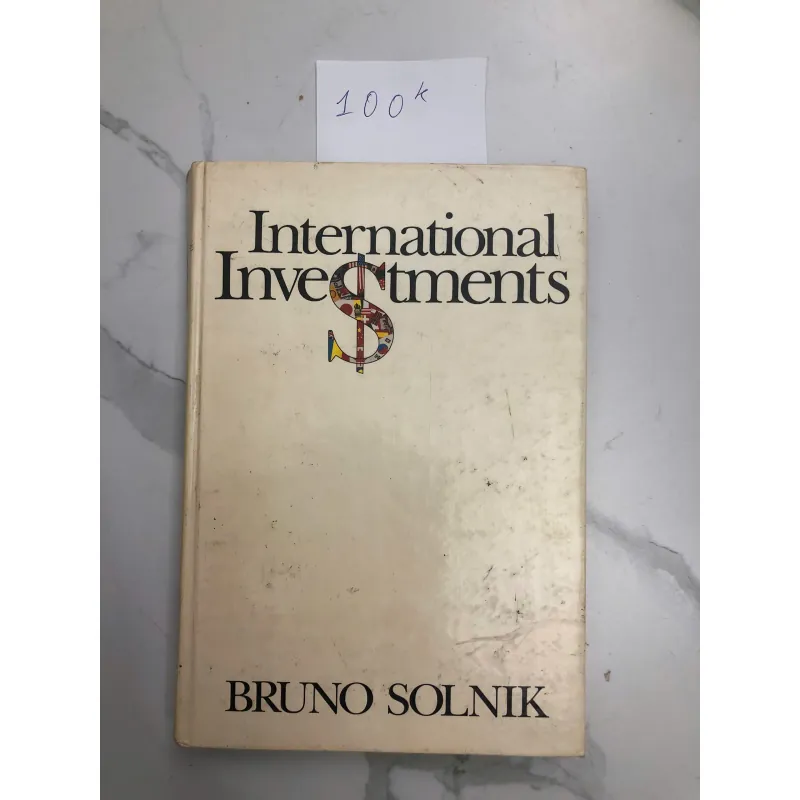 100k
International
Inve$tments
BRUNO SOLNIK